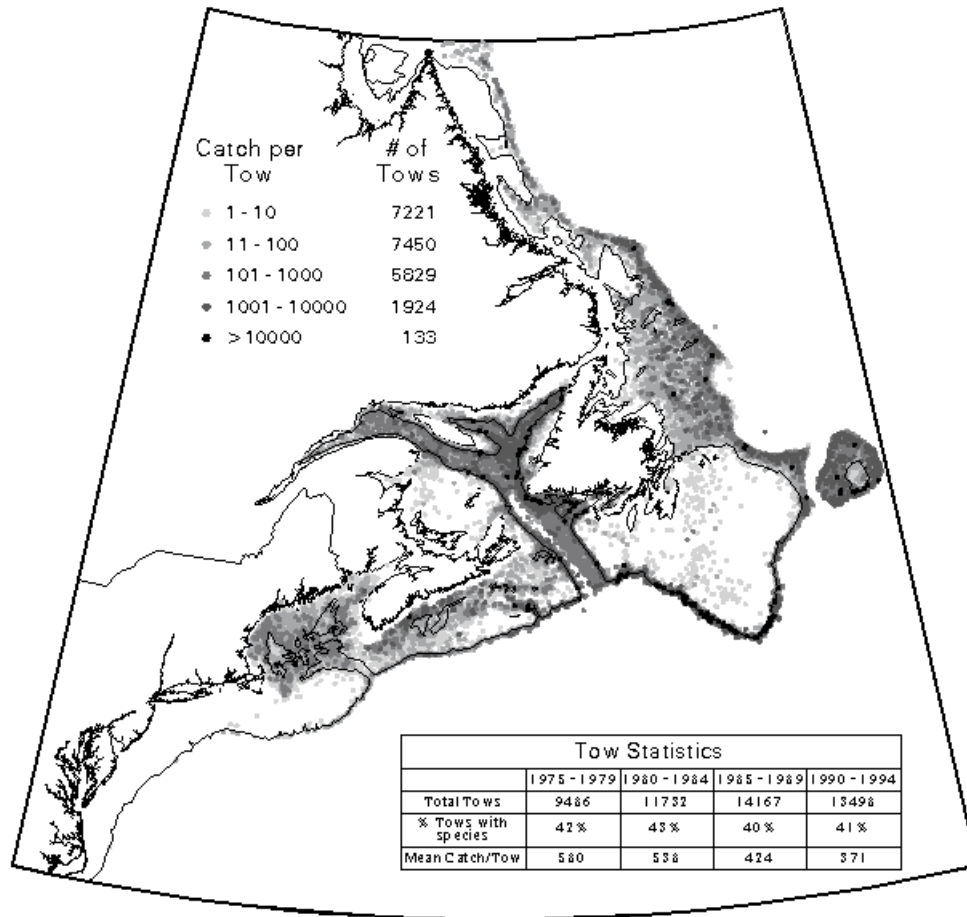 Catch per Tow # of Tows
1 - 10 7221
11 - 100 7450
101 - 1000 5829
1001 - 10000 1924
> 10000 133
Tow Statistics
1975 - 1979 1980 - 1984 1985 - 1989 1990 - 1994
Total Tows 9486 11732 14167 13498
% Tows with species 42% 43% 40% 41%
Mean Catch/Tow 580 538 424 371